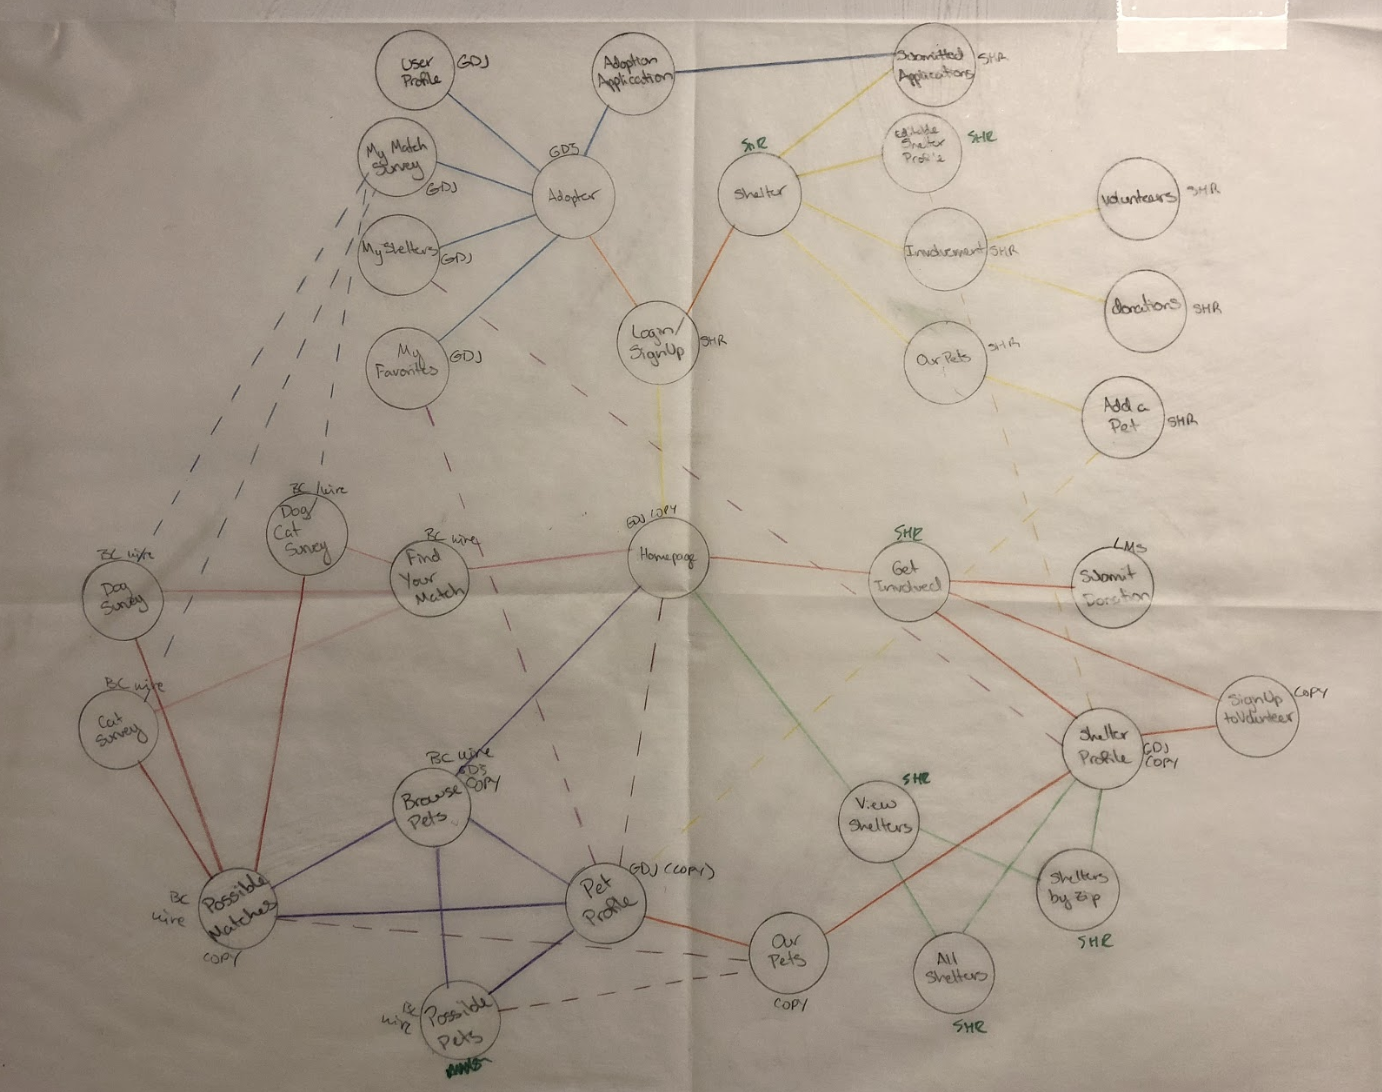 User
Profile
GDJ
Adoption
Application
Submitted
Applications
SHR
My Match
Survey
GDJ
GDJ
Adopter
SHR
Shelter
Editable
Shelter
Profile
SHR
Volunteers
SHR
My Shelters
GDJ
Involvement
SHR
donations
SHR
My
Favorites
GDJ
Login/
SignUp
SHR
Our Pets
SHR
Add a
Pet
SHR
BC wire
Dog
Survey
BC /wire
Dog/
Cat
Survey
BC wire
Find
Your
Match
GDJ COPY
Homepage
SHR
Get
Involved
LMS
Submit
Donation
BC wire
Cat
Survey
Shelter
Profile
GDJ
COPY
SignUp
to Volunteer
COPY
BC wire
GDJ
COPY
Browse
Pets
SHR
View
Shelters
BC
wire
Possible
Matches
COPY
Pet
Profile
GDJ (COPY)
Shelters
by Zip
SHR
Our
Pets
COPY
All
Shelters
SHR
BC
wire
Possible
Pets